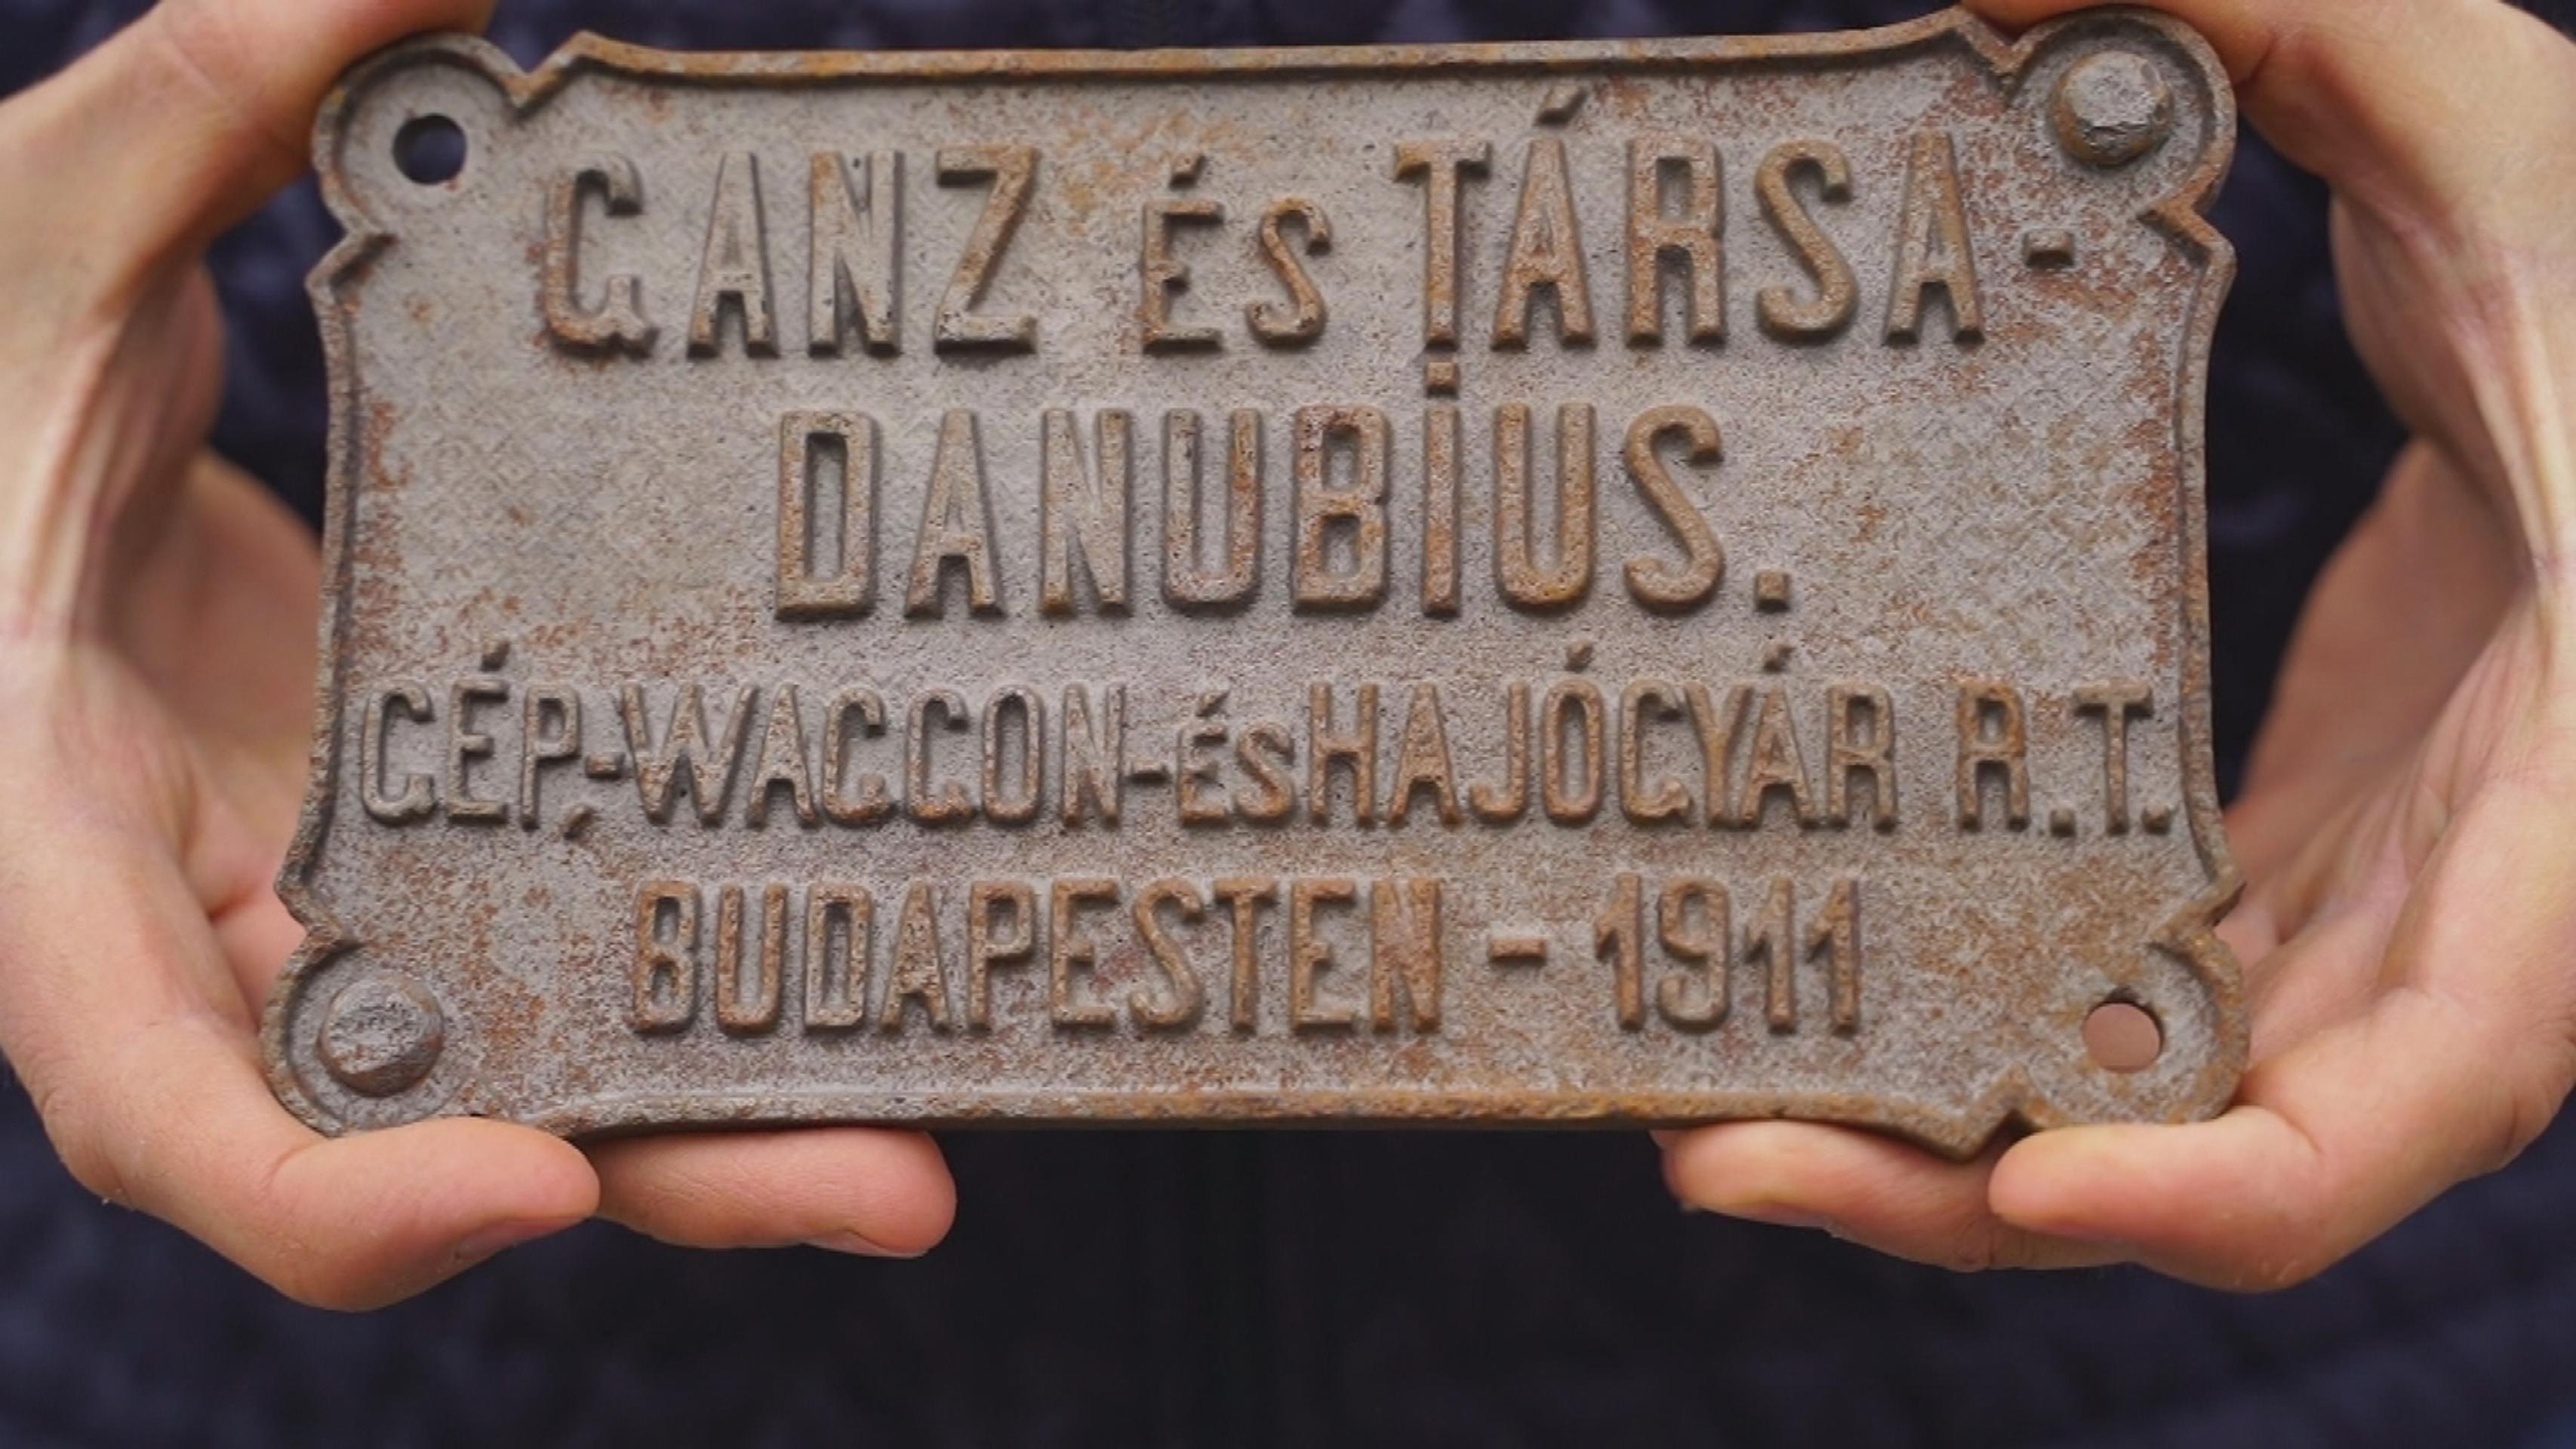 GANZ ÉS TÁRSA-
DANUBIUS.
GÉP,-WAGGON-ÉS HAJÓGYÁR R.T.
BUDAPESTEN - 1911